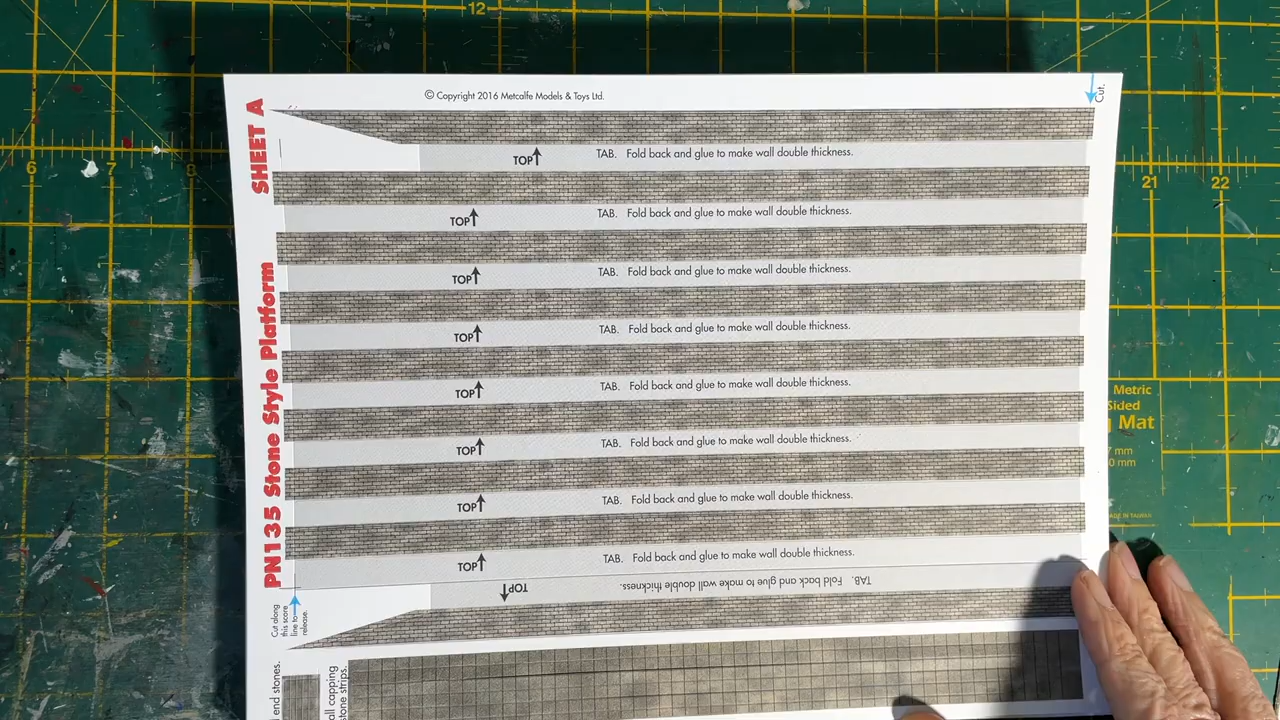 12
© Copyright 2016 Metcalfe Models & Toys Ltd.
Cut.
SHEET A
6
7
8
21
22
TOP TAB. Fold back and glue to make wall double thickness.
TOP TAB. Fold back and glue to make wall double thickness.
TOP TAB. Fold back and glue to make wall double thickness.
TOP TAB. Fold back and glue to make wall double thickness.
TOP TAB. Fold back and glue to make wall double thickness.
TOP TAB. Fold back and glue to make wall double thickness.
TOP TAB. Fold back and glue to make wall double thickness.
TOP TAB. Fold back and glue to make wall double thickness.
TAB. Fold back and glue to make wall double thickness. TOP
PN135 Stone Style Platform
Metric
Sided
Mat
mm
0 mm
MADE IN TAIWAN
Cut along
this score
line to
release.
end stones.
all capping
stone strips.